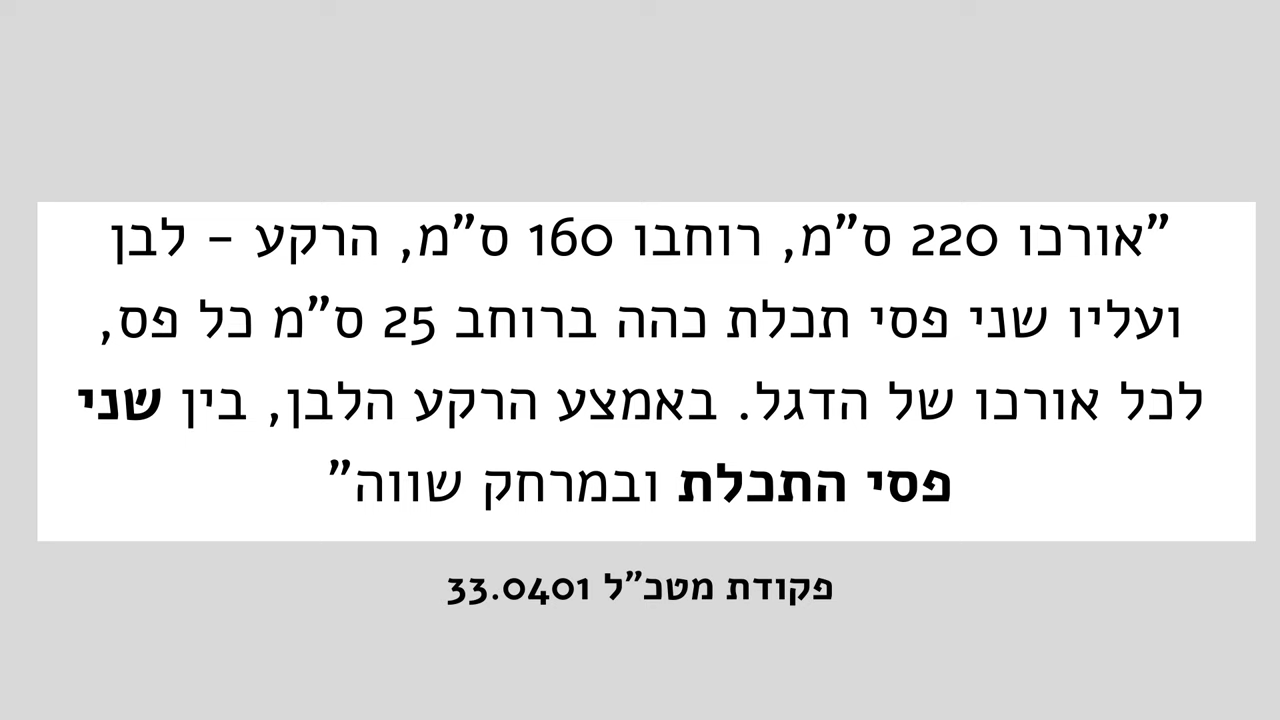 "אורכו 220 ס"מ, רוחבו 160 ס"מ, הרקע – לבן
ועליו שני פסי תכלת כהה ברוחב 25 ס"מ כל פס,
לכל אורכו של הדגל. באמצע הרקע הלבן, בין שני
פסי התכלת ובמרחק שווה"
פקודת מטכ"ל 33.0401